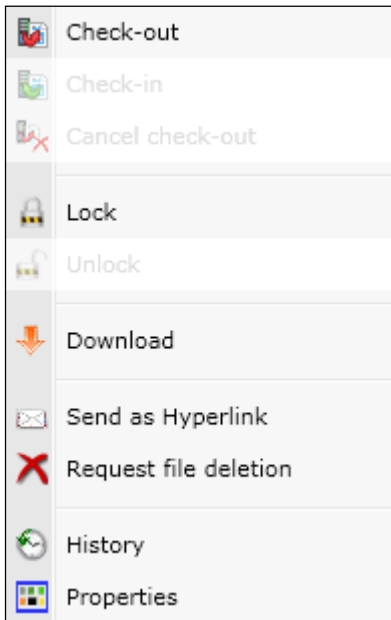 Check-out
Check-in
Cancel check-out
Lock
Unlock
Download
Send as Hyperlink
Request file deletion
History
Properties